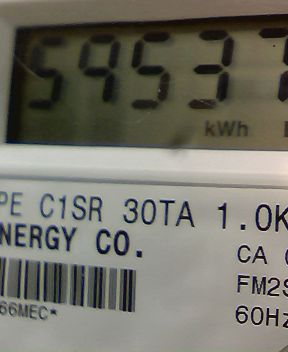 59537
kWh
PE C1SR 30TA 1.0K
NERGY CO.
CA
FM2S
60Hz
66MEC*